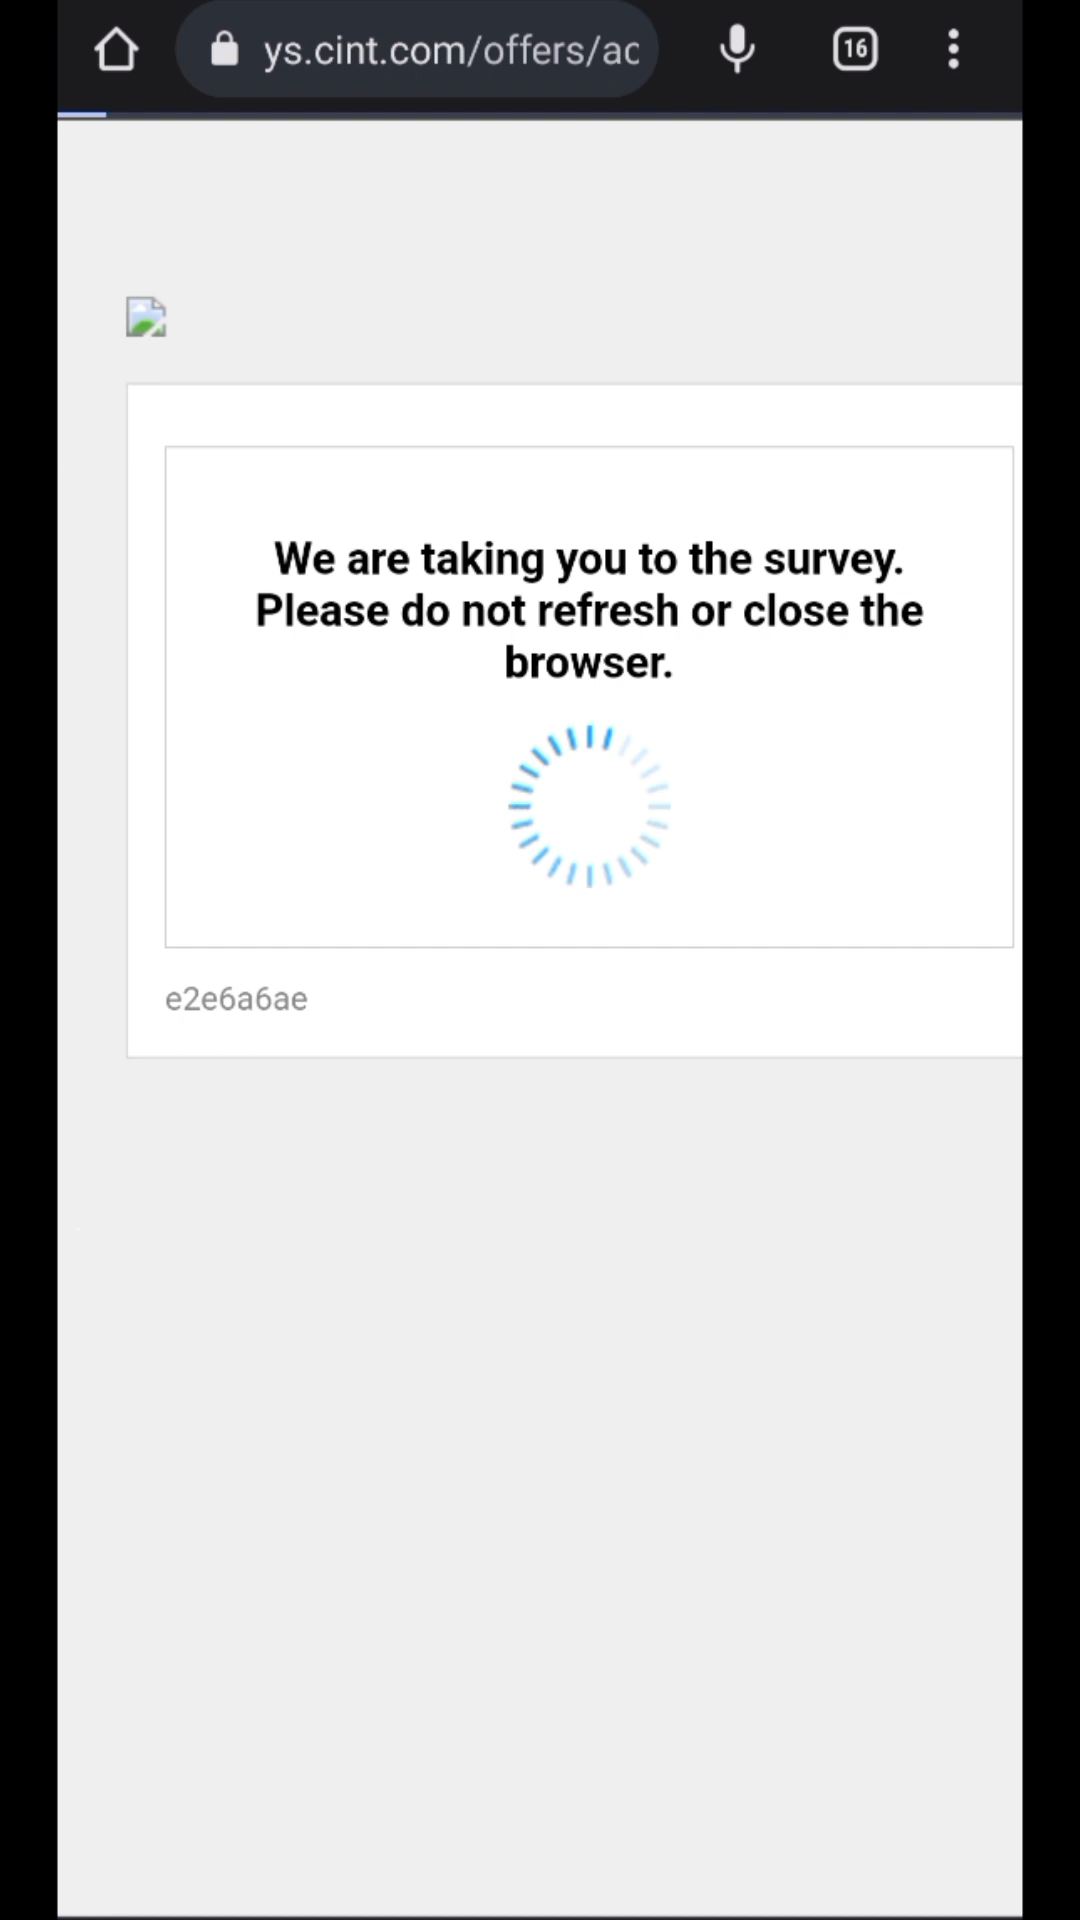 ys.cint.com/offers/ac
16
We are taking you to the survey.
Please do not refresh or close the
browser.
e2e6a6ae